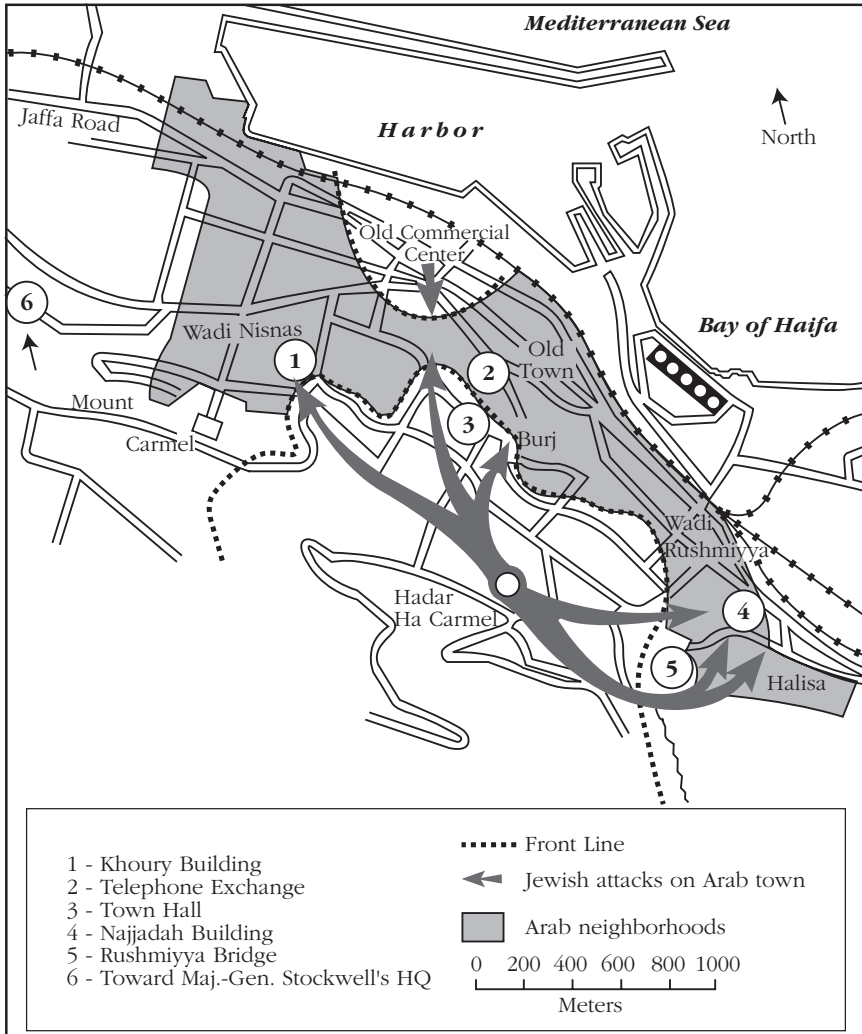 Mediterranean Sea
Harbor
North
Jaffa Road
Old Commercial
Center
6
Bay of Haifa
Wadi Nisnas
1
2
Old
Town
Mount
Carmel
3
Burj
Wadi
Rushmiyya
Hadar
Ha Carmel
4
5
Halisa
1 - Khoury Building
2 - Telephone Exchange
3 - Town Hall
4 - Najjadah Building
5 - Rushmiyya Bridge
6 - Toward Maj.-Gen. Stockwell's HQ
Front Line
Jewish attacks on Arab town
Arab neighborhoods
0 200 400 600 800 1000
Meters